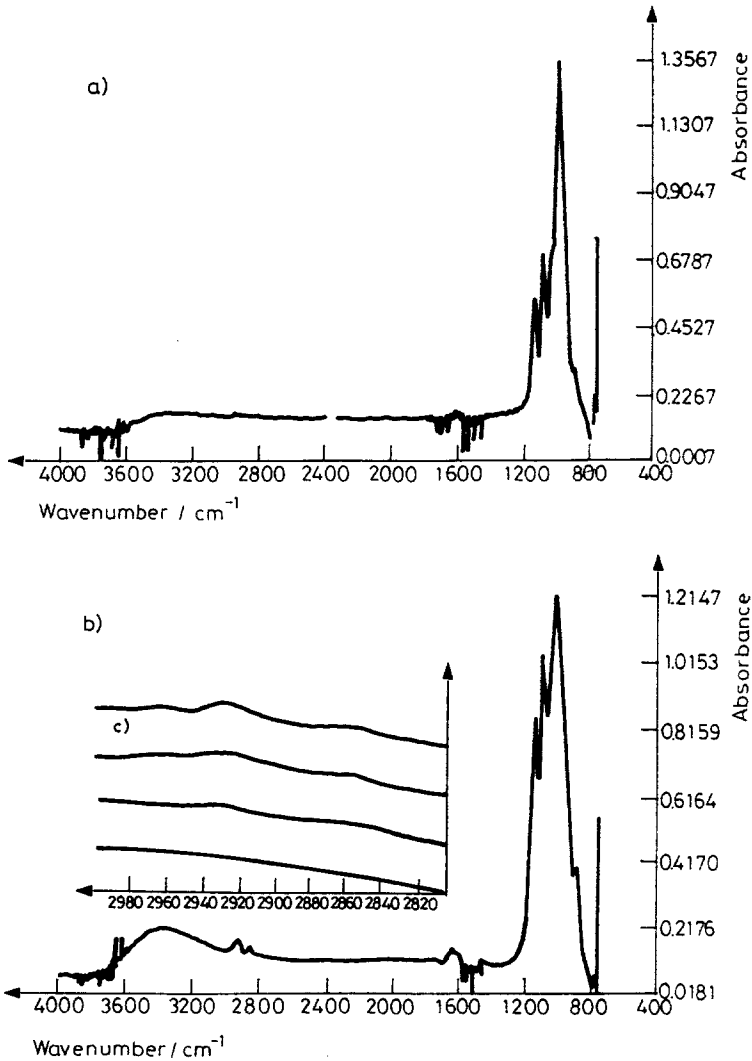 a)
1.3567
1.1307
0.9047
0.6787
0.4527
0.2267
0.0007
Absorbance
4000 3600 3200 2800 2400 2000 1600 1200 800 400
Wavenumber / cm⁻¹
b)
1.2147
1.0153
0.8159
0.6164
0.4170
0.2176
0.0181
Absorbance
c)
2980 2960 2940 2920 2900 2880 2860 2840 2820
4000 3600 3200 2800 2400 2000 1600 1200 800 400
Wavenumber / cm⁻¹